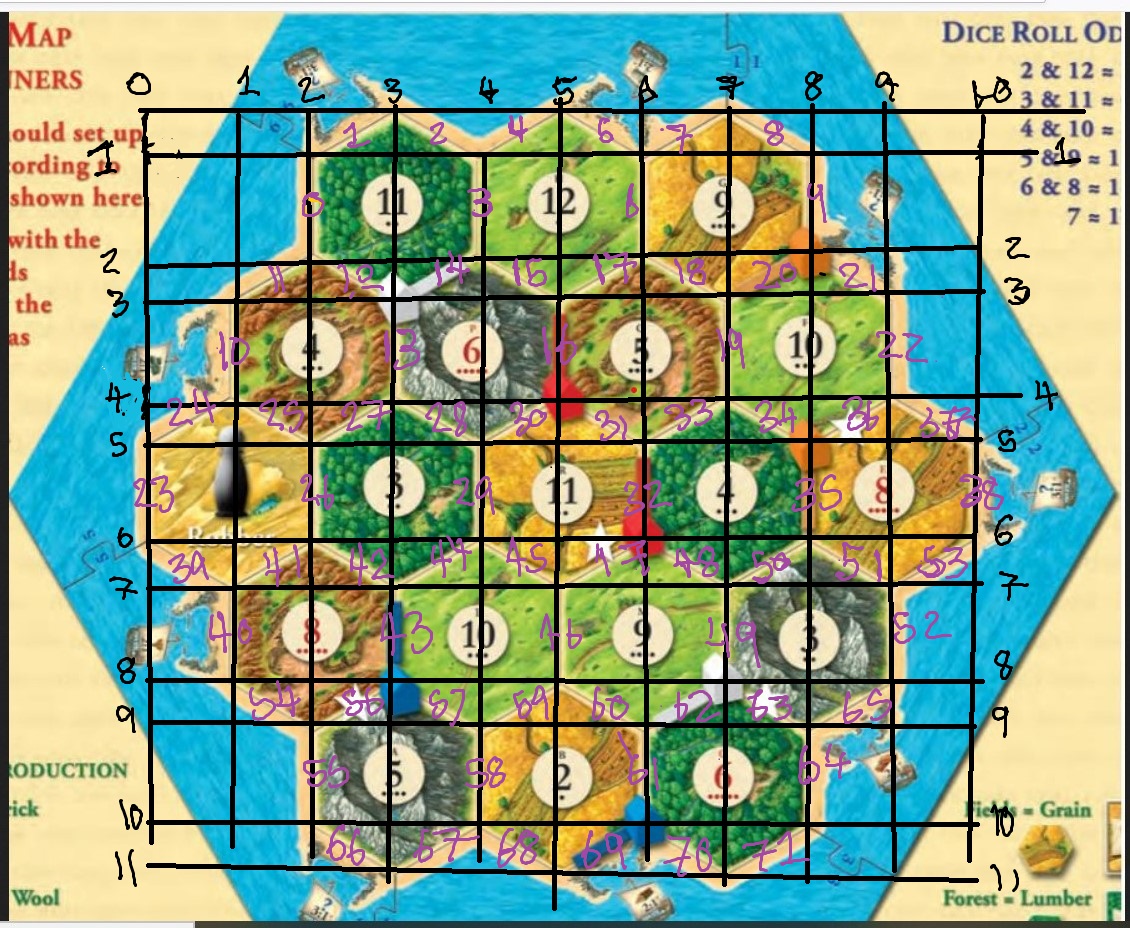 MAP
DICE ROLL OD
NNERS
2 & 12 =
3 & 11 =
4 & 10 =
5 & 9 = 1
6 & 8 = 1
7 = 1
ould set up
cording to
shown here
with the
ds
the
as
0 1 2 3 4 5 6 7 8 9 10
1 2 4 6 7 8
1 1
0 11 3 12 6 9 9
2 2
11 12 14 15 17 18 20 21
3 3
10 4 13 6 16 5 19 10 22
4 4
24 25 27 28 30 31 33 34 36 37
5 5
23 26 3 29 11 32 4 35 8 38
6 6
39 41 42 44 45 47 48 50 51 53
7 7
40 8 43 10 46 9 49 3 52
8 8
54 56 57 59 60 62 63 65
9 9
55 5 58 2 61 6 64
10 10
66 67 68 69 70 71
11 11
RODUCTION
ick
Wool
Fields = Grain
Forest = Lumber